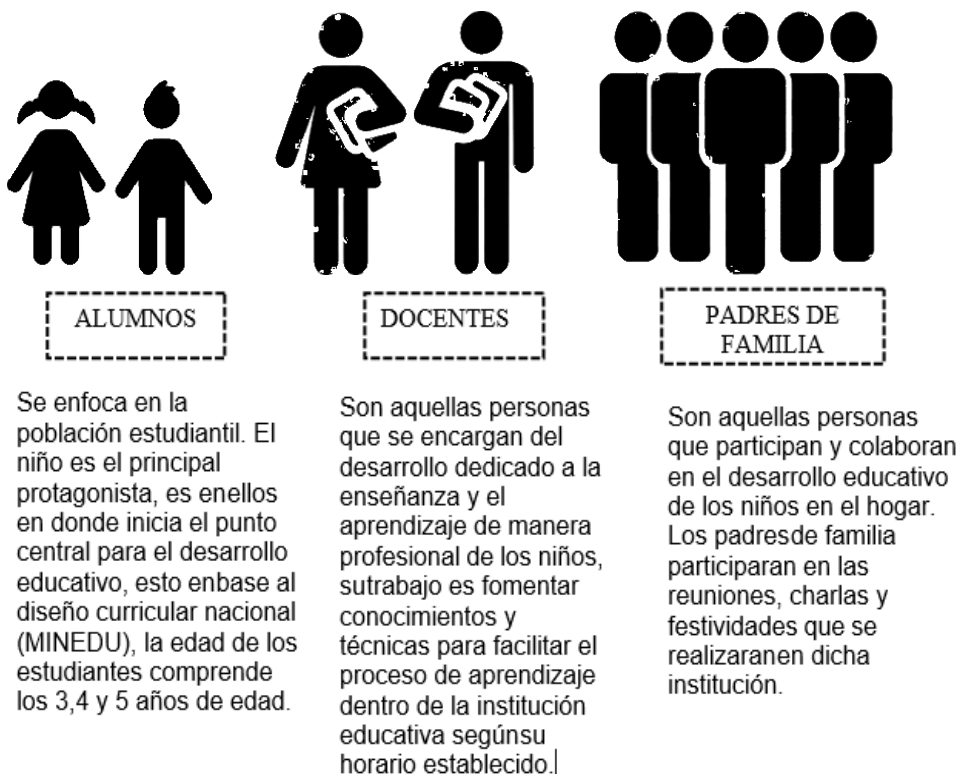 ALUMNOS
Se enfoca en la
población estudiantil. El
niño es el principal
protagonista, es enellos
en donde inicia el punto
central para el desarrollo
educativo, esto enbase al
diseño curricular nacional
(MINEDU), la edad de los
estudiantes comprende
los 3,4 y 5 años de edad.
DOCENTES
Son aquellas personas
que se encargan del
desarrollo dedicado a la
enseñanza y el
aprendizaje de manera
profesional de los niños,
sutrabajo es fomentar
conocimientos y
técnicas para facilitar el
proceso de aprendizaje
dentro de la institución
educativa segúnsu
horario establecido.
PADRES DE
FAMILIA
Son aquellas personas
que participan y colaboran
en el desarrollo educativo
de los niños en el hogar.
Los padresde familia
participaran en las
reuniones, charlas y
festividades que se
realizaranen dicha
institución.